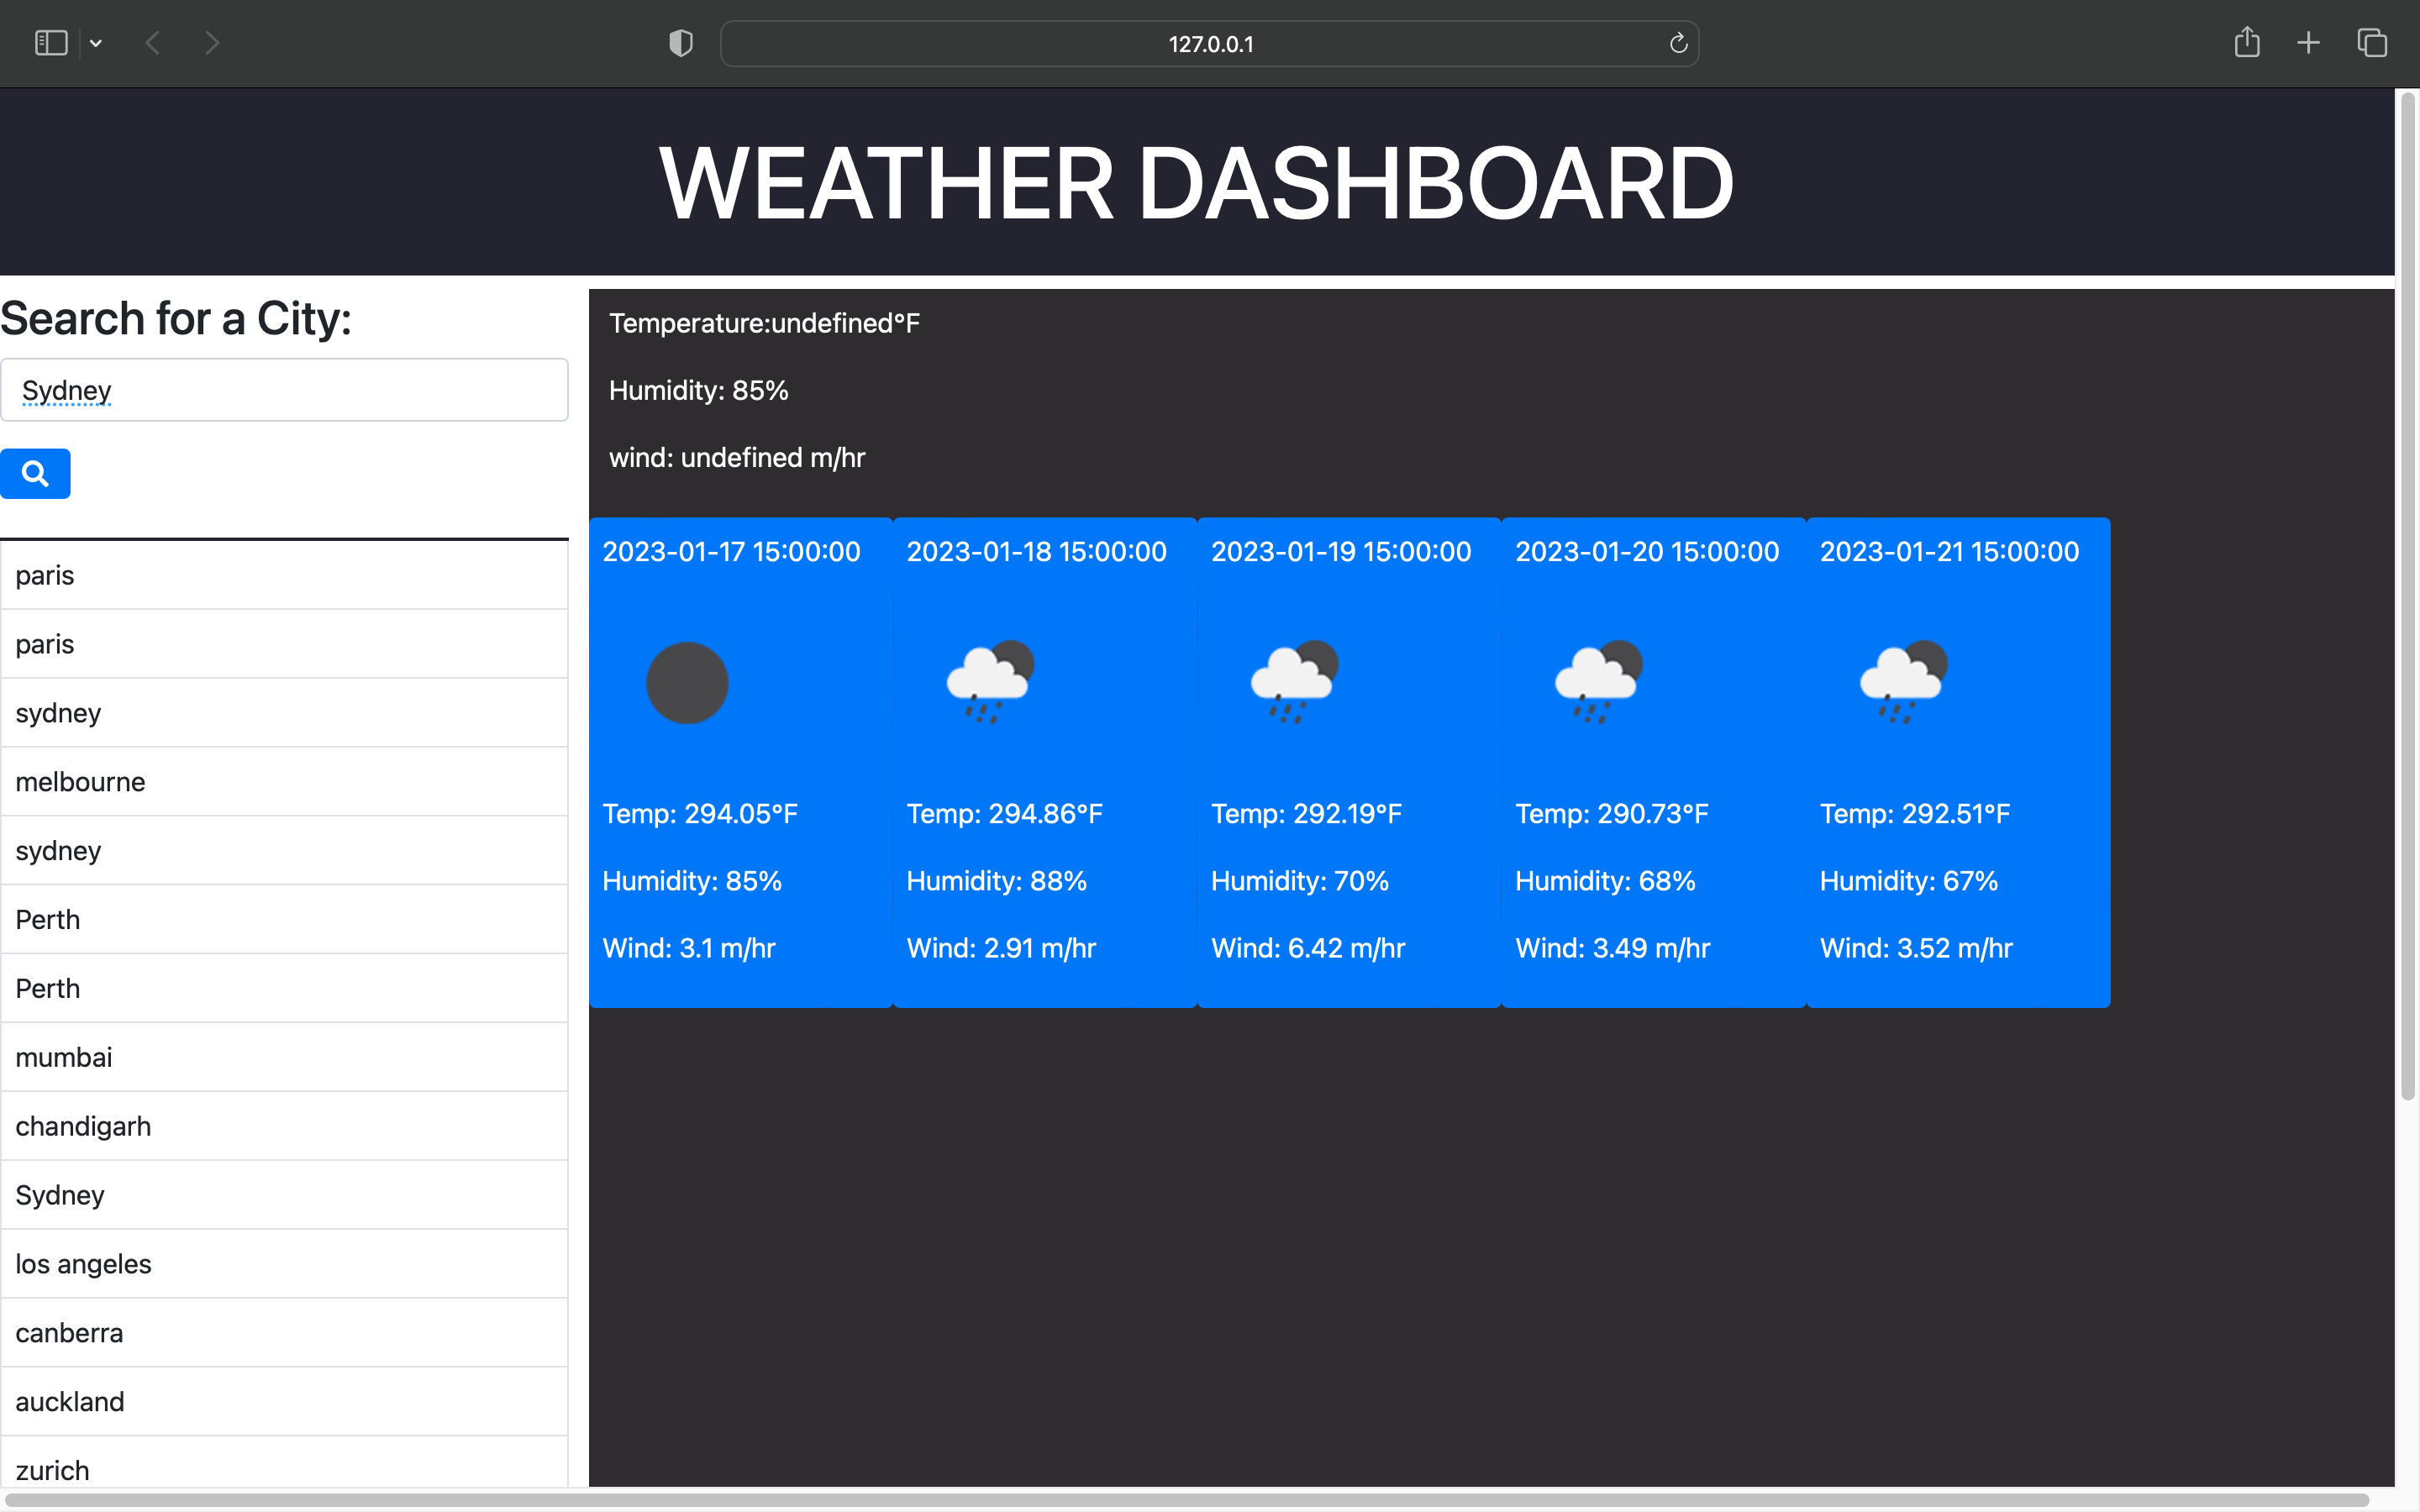 127.0.0.1
WEATHER DASHBOARD
Search for a City:
Sydney
paris
paris
sydney
melbourne
sydney
Perth
Perth
mumbai
chandigarh
Sydney
los angeles
canberra
auckland
zurich
Temperature:undefined°F
Humidity: 85%
wind: undefined m/hr
2023-01-17 15:00:00
Temp: 294.05°F
Humidity: 85%
Wind: 3.1 m/hr
2023-01-18 15:00:00
Temp: 294.86°F
Humidity: 88%
Wind: 2.91 m/hr
2023-01-19 15:00:00
Temp: 292.19°F
Humidity: 70%
Wind: 6.42 m/hr
2023-01-20 15:00:00
Temp: 290.73°F
Humidity: 68%
Wind: 3.49 m/hr
2023-01-21 15:00:00
Temp: 292.51°F
Humidity: 67%
Wind: 3.52 m/hr